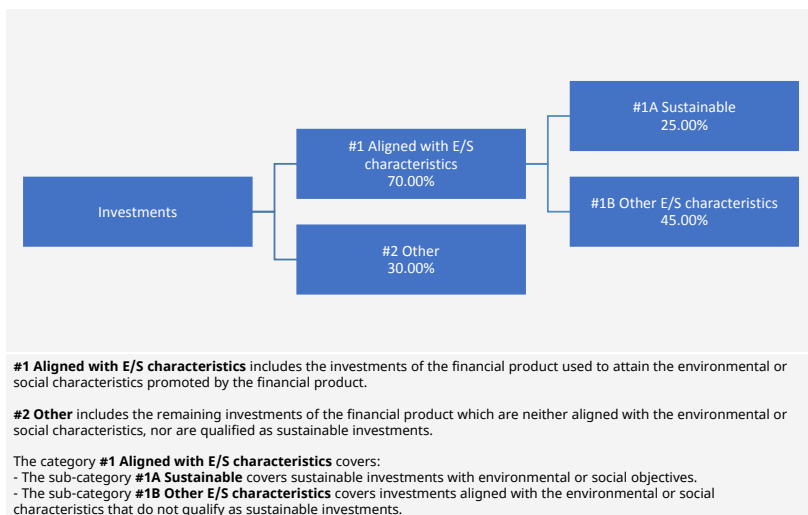 Investments
#1 Aligned with E/S
characteristics
70.00%
#2 Other
30.00%
#1A Sustainable
25.00%
#1B Other E/S characteristics
45.00%
#1 Aligned with E/S characteristics includes the investments of the financial product used to attain the environmental or
social characteristics promoted by the financial product.
#2 Other includes the remaining investments of the financial product which are neither aligned with the environmental or
social characteristics, nor are qualified as sustainable investments.
The category #1 Aligned with E/S characteristics covers:
- The sub-category #1A Sustainable covers sustainable investments with environmental or social objectives.
- The sub-category #1B Other E/S characteristics covers investments aligned with the environmental or social
characteristics that do not qualify as sustainable investments.